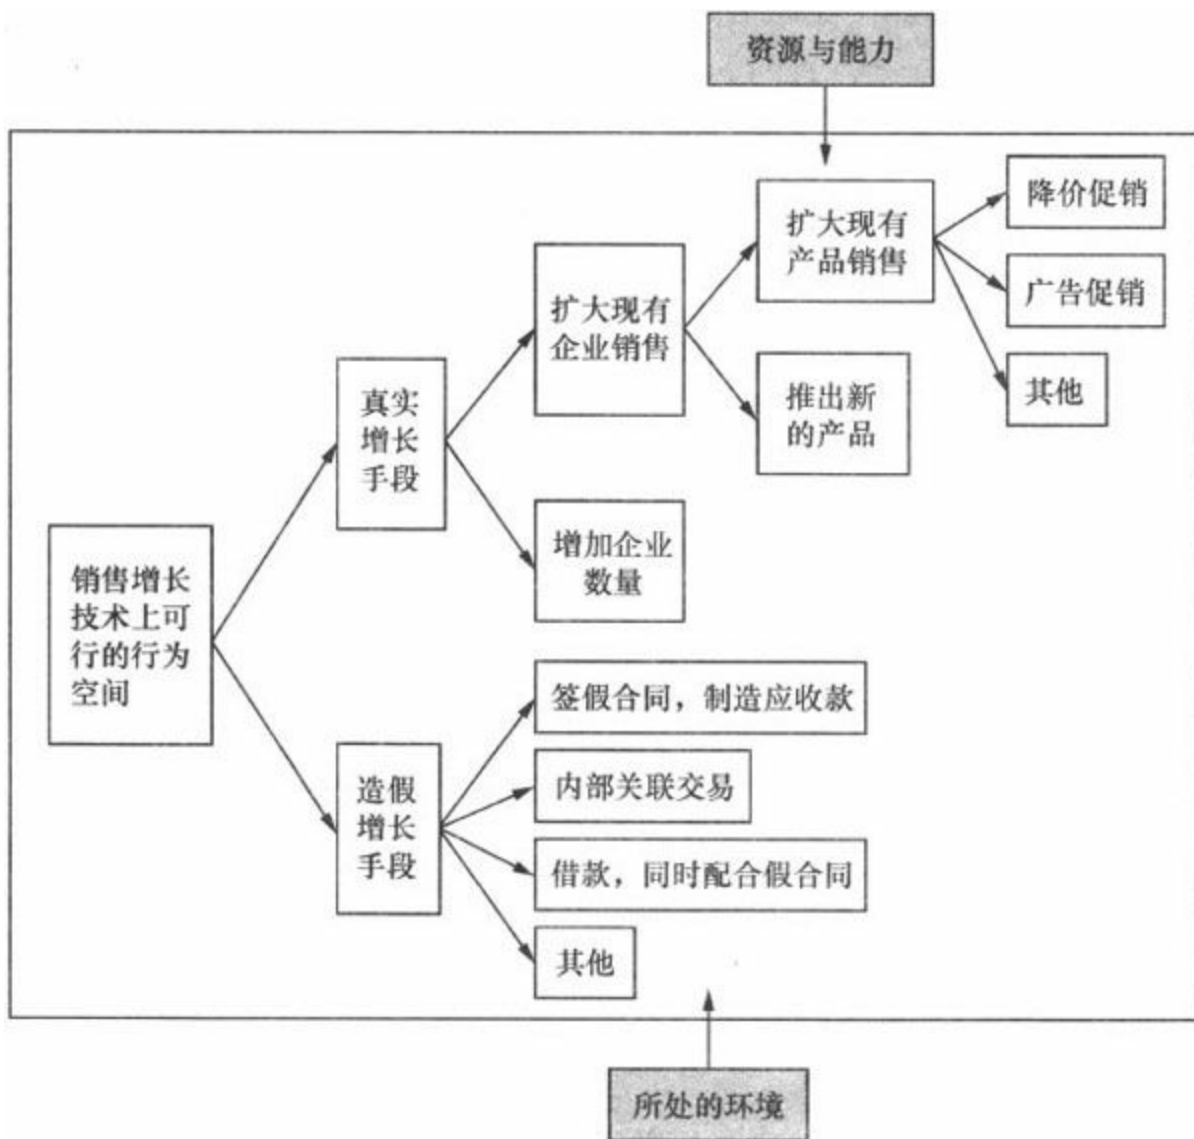 资源与能力
降价促销
扩大现有
产品销售
广告促销
扩大现有
企业销售
其他
推出新
的产品
真实
增长
手段
增加企业
数量
销售增长
技术上可
行的行为
空间
签假合同，制造应收款
内部关联交易
造假
增长
手段
借款，同时配合假合同
其他
所处的环境